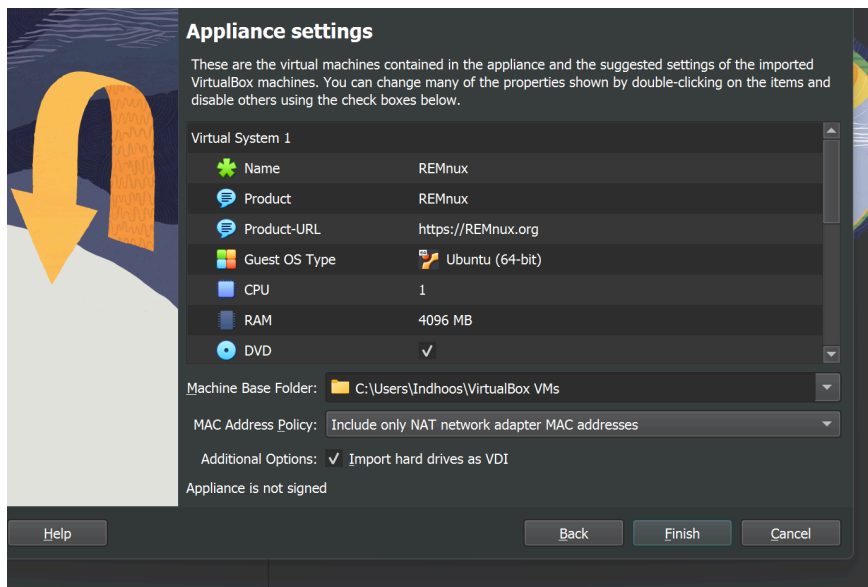 Appliance settings
These are the virtual machines contained in the appliance and the suggested settings of the imported
VirtualBox machines. You can change many of the properties shown by double-clicking on the items and
disable others using the check boxes below.
Virtual System 1
Name REMnux
Product REMnux
Product-URL https://REMnux.org
Guest OS Type Ubuntu (64-bit)
CPU 1
RAM 4096 MB
DVD
Machine Base Folder: C:\Users\Indhoos\VirtualBox VMs
MAC Address Policy: Include only NAT network adapter MAC addresses
Additional Options: Import hard drives as VDI
Appliance is not signed
Help Back Finish Cancel